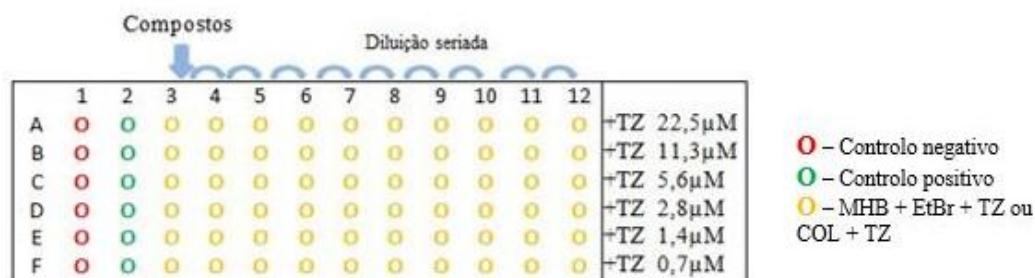 Compostos
Diluição seriada
1 2 3 4 5 6 7 8 9 10 11 12
A O O O O O O O O O O O O +TZ 22,5µM
B O O O O O O O O O O O O +TZ 11,3µM
C O O O O O O O O O O O O +TZ 5,6µM
D O O O O O O O O O O O O +TZ 2,8µM
E O O O O O O O O O O O O +TZ 1,4µM
F O O O O O O O O O O O O +TZ 0,7µM
O – Controlo negativo
O – Controlo positivo
O – MHB + EtBr + TZ ou
COL + TZ